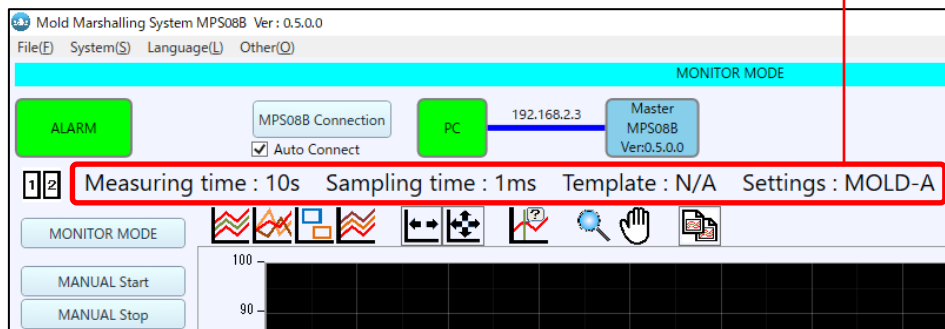 Mold Marshalling System MPS08B Ver : 0.5.0.0
File(F) System(S) Language(L) Other(O)
MONITOR MODE
ALARM
MPS08B Connection
Auto Connect
PC
192.168.2.3
Master
MPS08B
Ver:0.5.0.0
1 2
Measuring time : 10s Sampling time : 1ms Template : N/A Settings : MOLD-A
MONITOR MODE
?
MANUAL Start
MANUAL Stop
100
90